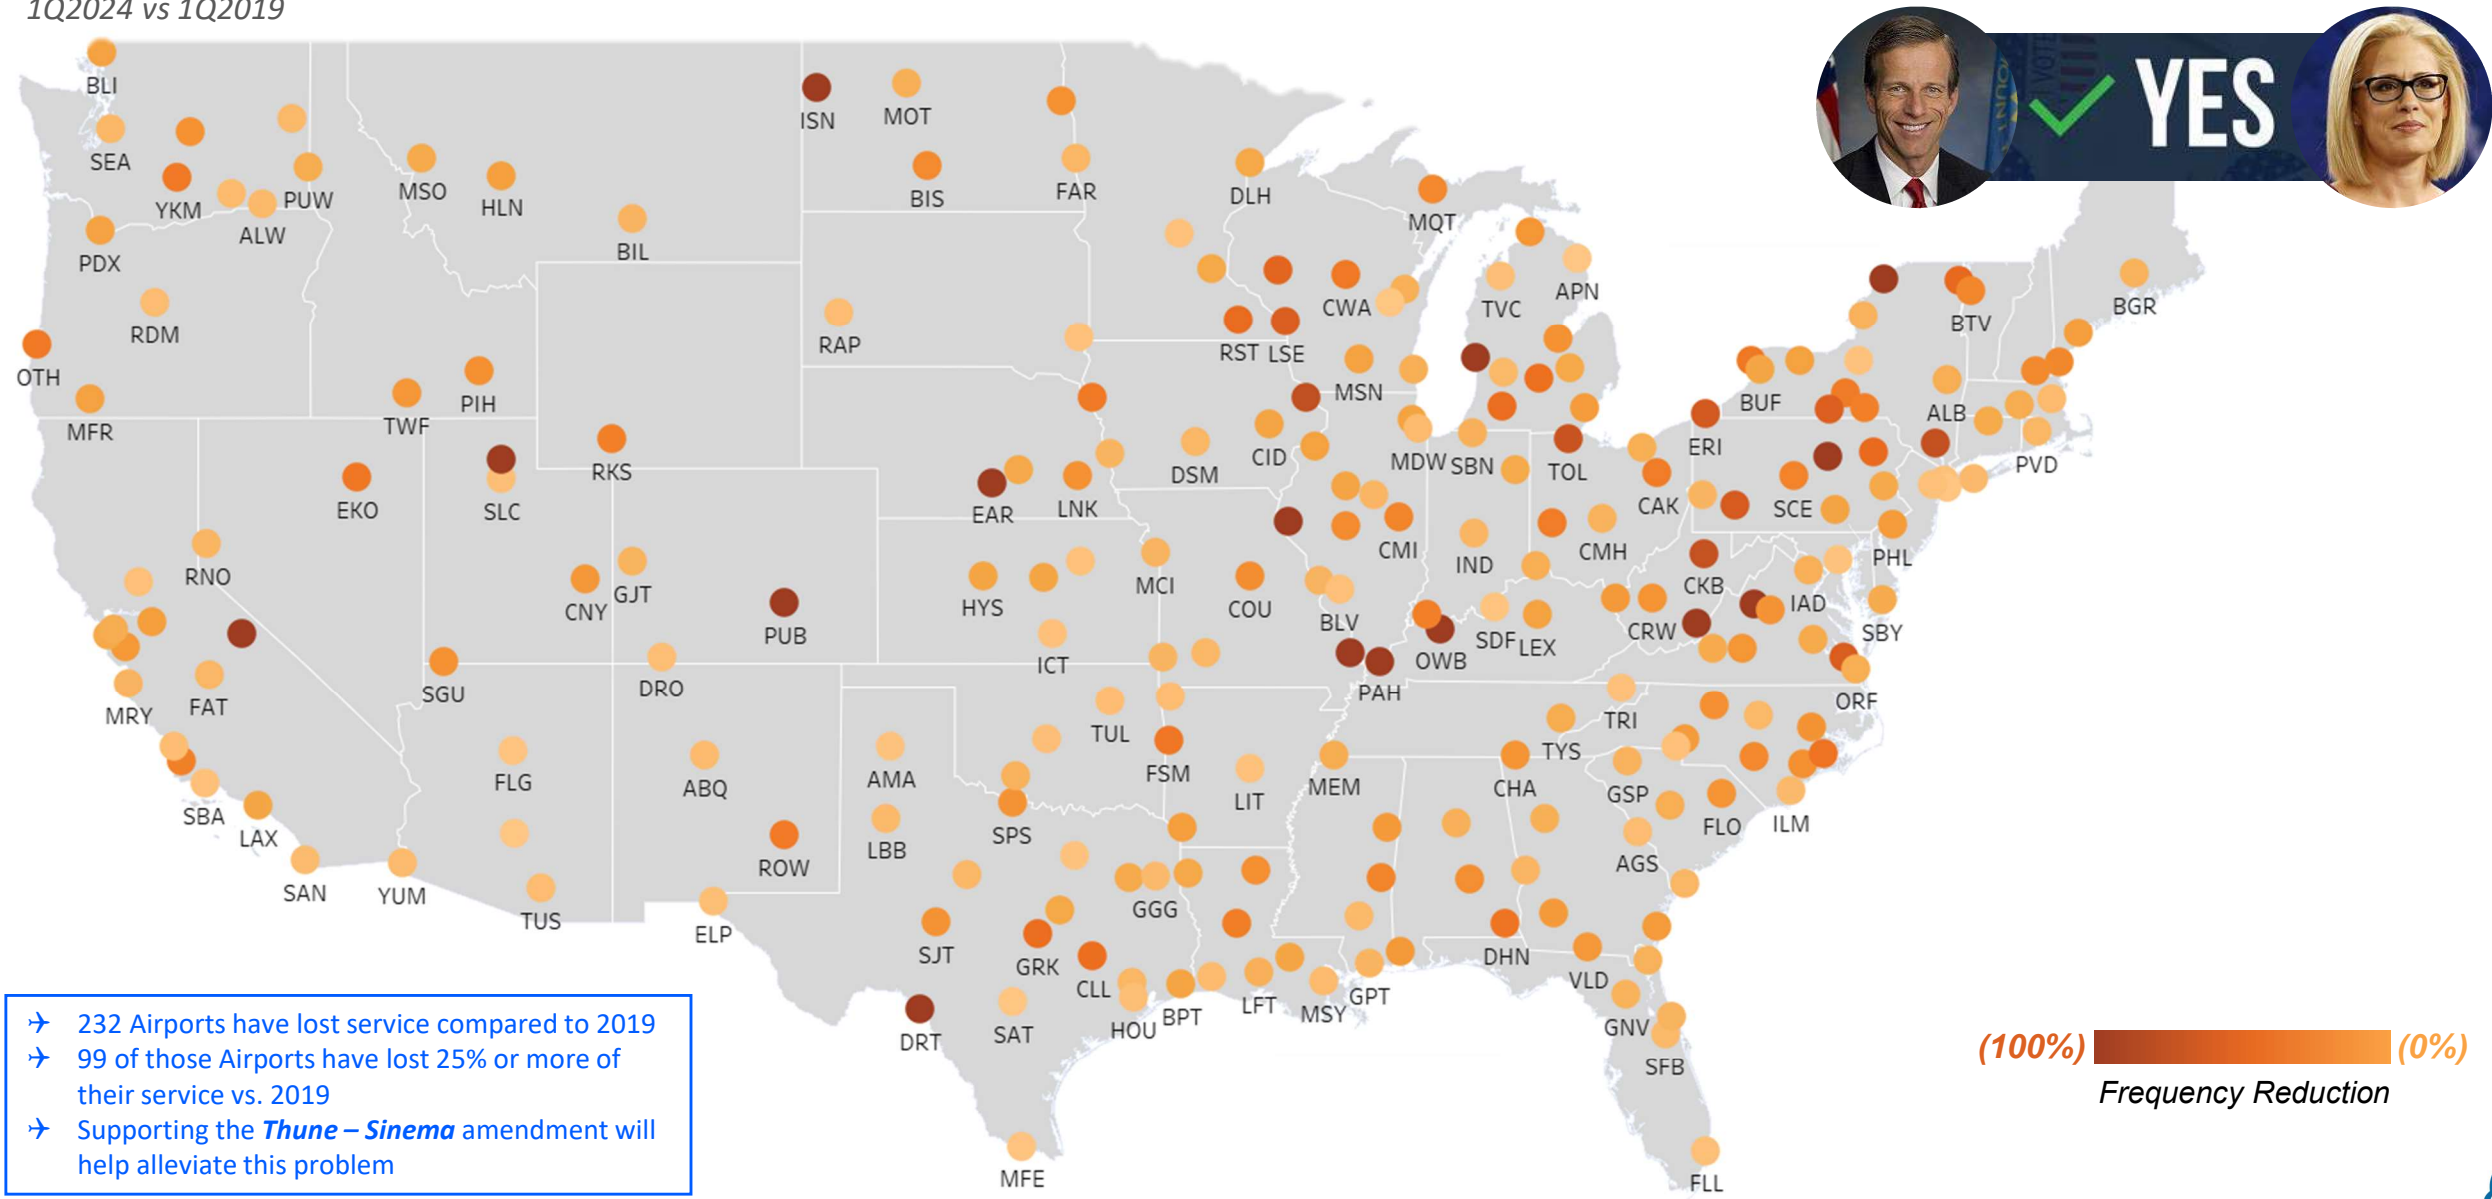 1Q2024 vs 1Q2019
YES
BLI
SEA
YKM
PUW
ALW
PDX
RDM
OTH
MFR
MSO
HLN
BIL
ISN
MOT
BIS
FAR
DLH
MQT
TVC
APN
CWA
RST LSE
MSN
RAP
TWF
PIH
RKS
EKO
SLC
EAR
LNK
DSM
CID
MDW SBN
TOL
ERI
BUF
BTV
BGR
ALB
PVD
CAK
SCE
PHL
RNO
CNY
GJT
PUB
HYS
MCI
COU
CMI
IND
CMH
CKB
IAD
SBY
BLV
SDF LEX
CRW
OWB
ICT
PAH
ORF
MRY
FAT
SGU
DRO
TUL
TRI
TYS
FSM
FLG
ABQ
AMA
LIT
MEM
CHA
GSP
SBA
LAX
SPS
FLO
ILM
LBB
ROW
AGS
SAN
YUM
TUS
ELP
GGG
SJT
GRK
CLL
DHN
VLD
LFT
MSY
GPT
DRT
SAT
HOU
BPT
GNV
SFB
MFE
FLL
232 Airports have lost service compared to 2019
99 of those Airports have lost 25% or more of
their service vs. 2019
Supporting the Thune – Sinema amendment will
help alleviate this problem
(100%)
(0%)
Frequency Reduction